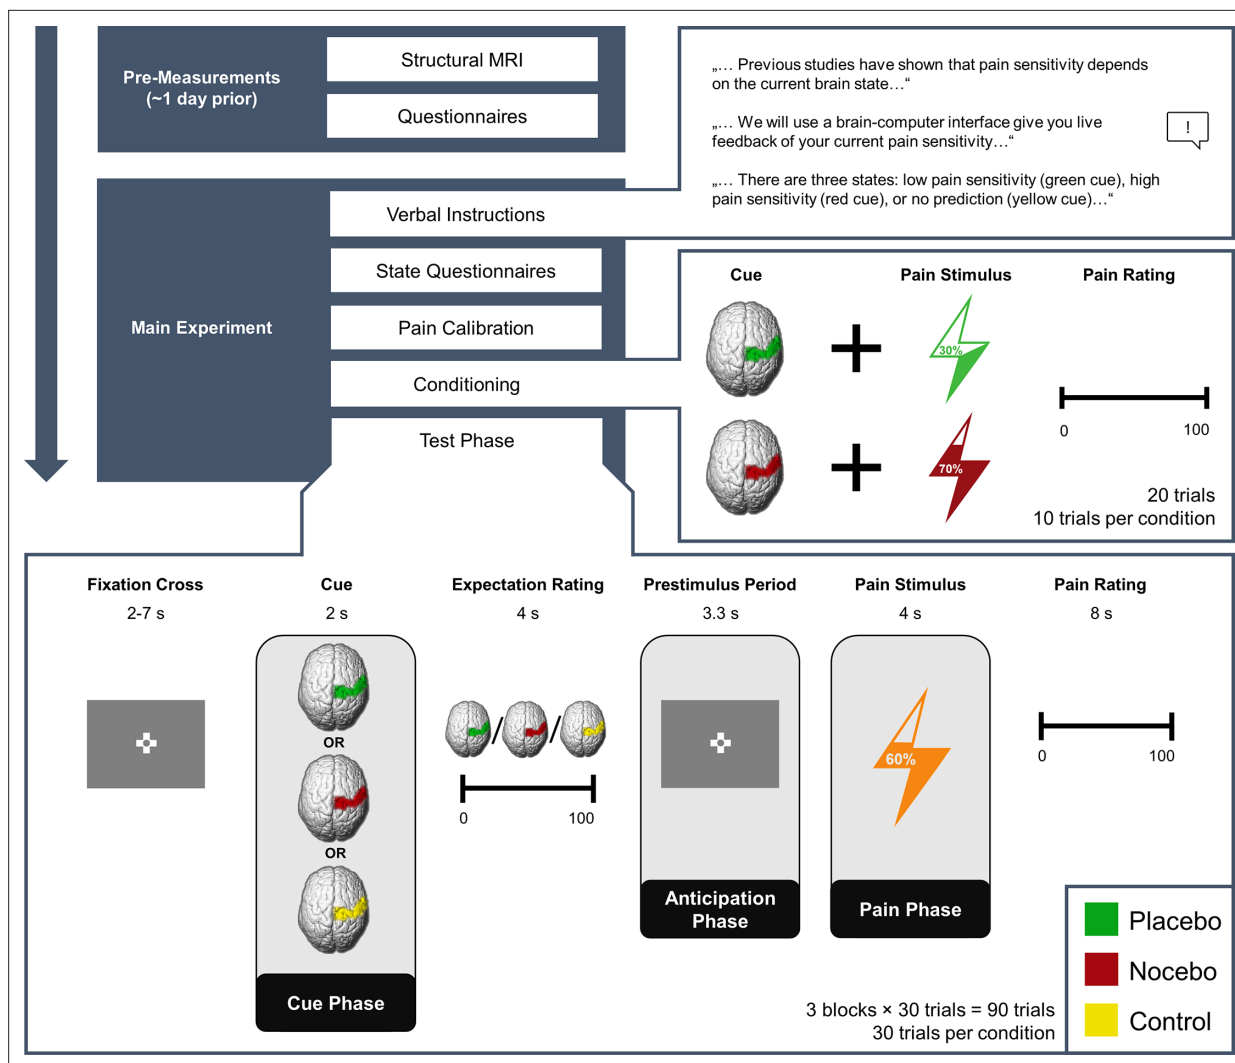 Pre-Measurements
(~1 day prior)
Structural MRI
Questionnaires
„… Previous studies have shown that pain sensitivity depends
on the current brain state…“
„… We will use a brain-computer interface give you live
feedback of your current pain sensitivity…“
!
„… There are three states: low pain sensitivity (green cue), high
pain sensitivity (red cue), or no prediction (yellow cue)…“
Main Experiment
Verbal Instructions
State Questionnaires
Pain Calibration
Conditioning
Test Phase
Cue
Pain Stimulus
Pain Rating
30%
0
100
70%
20 trials
10 trials per condition
Fixation Cross
2-7 s
Cue
2 s
OR
OR
Cue Phase
Expectation Rating
4 s
/
/
0
100
Prestimulus Period
3.3 s
Anticipation
Phase
Pain Stimulus
4 s
60%
Pain Phase
Pain Rating
8 s
0
100
3 blocks × 30 trials = 90 trials
30 trials per condition
Placebo
Nocebo
Control